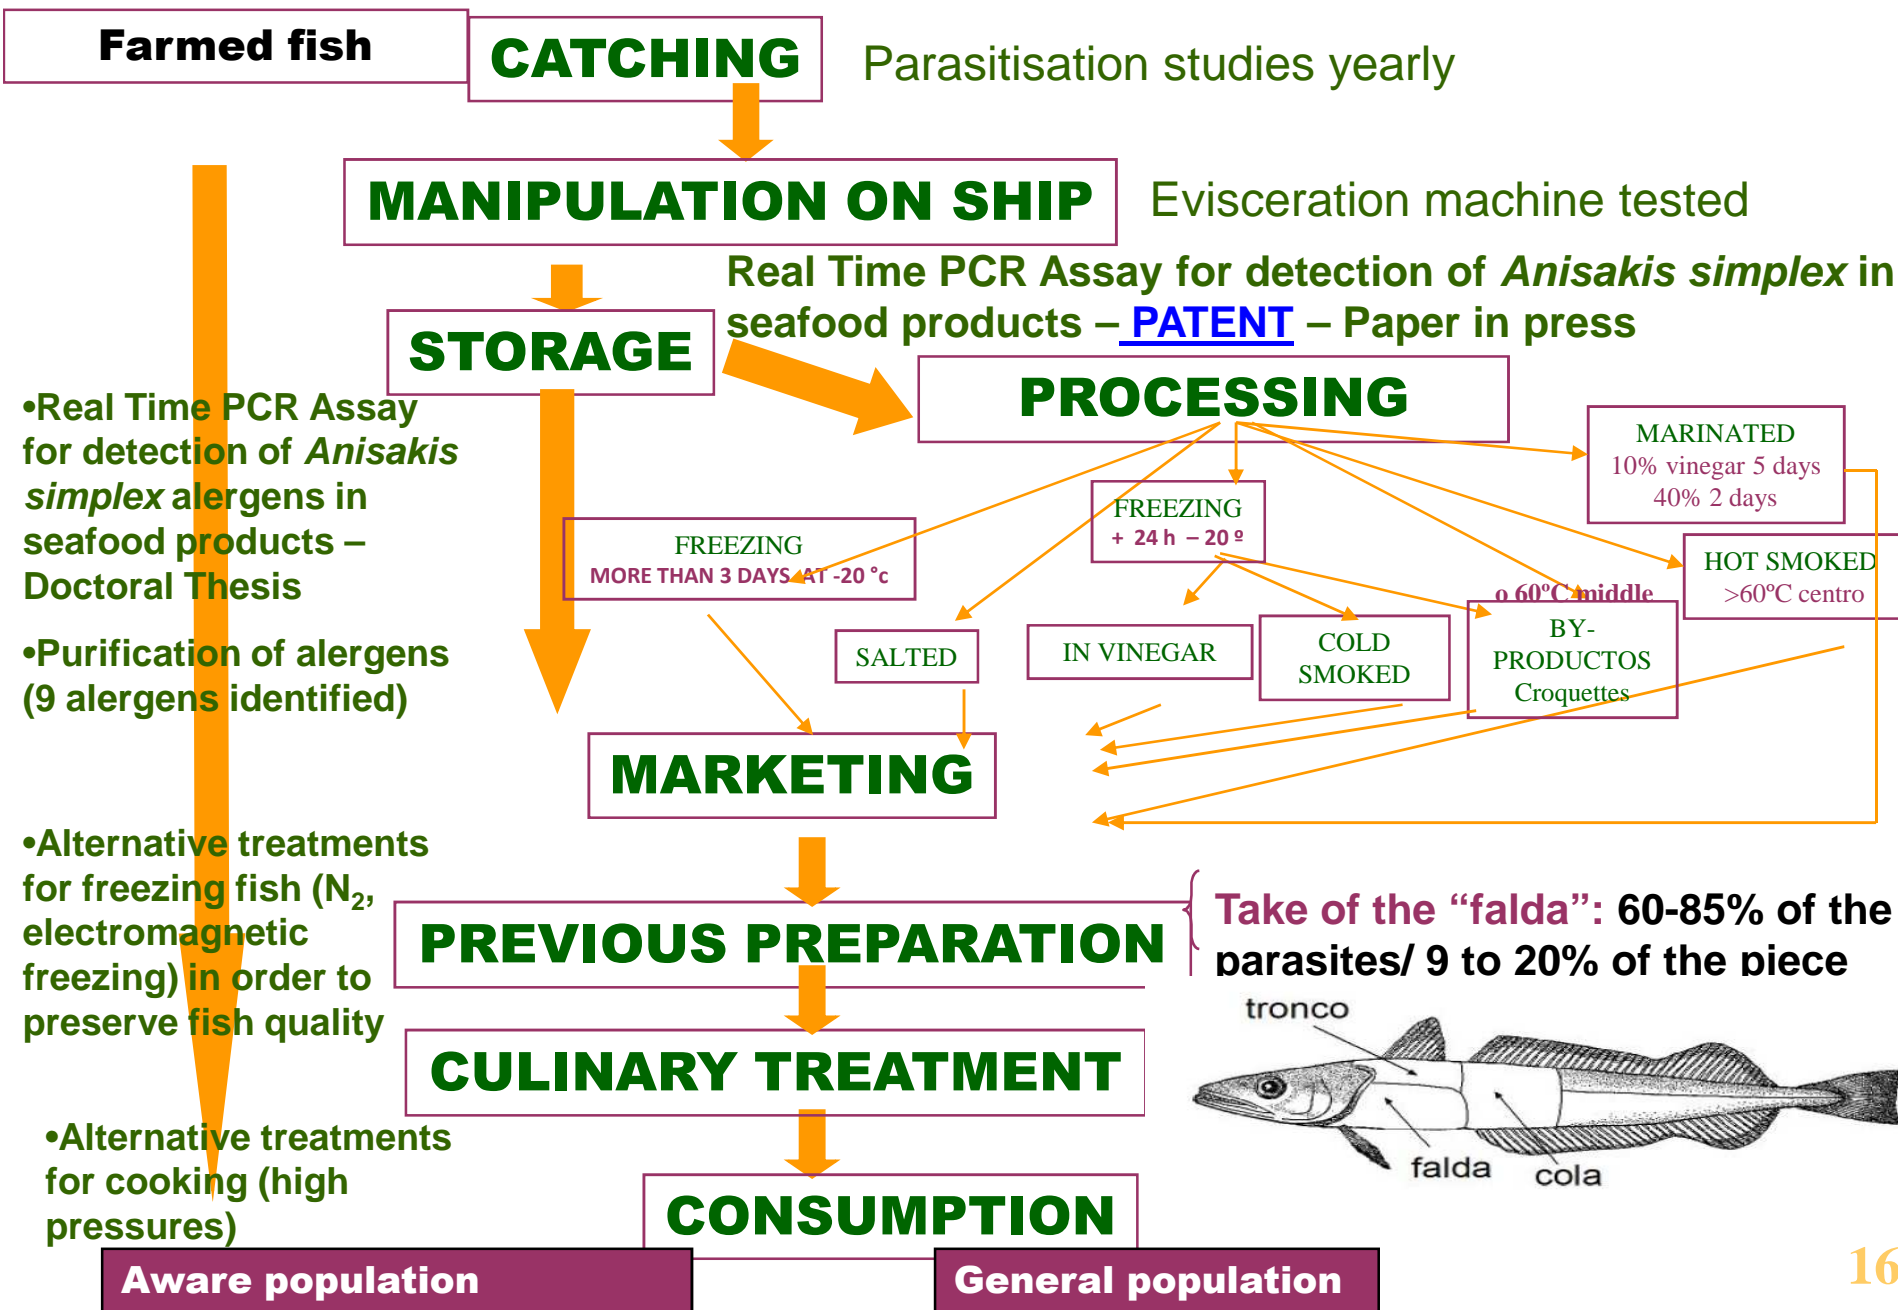 Farmed fish
CATCHING
Parasitisation studies yearly
MANIPULATION ON SHIP
Evisceration machine tested
Real Time PCR Assay for detection of Anisakis simplex in
seafood products – PATENT – Paper in press
STORAGE
PROCESSING
•Real Time PCR Assay
for detection of Anisakis
simplex alergens in
seafood products –
Doctoral Thesis
•Purification of alergens
(9 alergens identified)
•Alternative treatments
for freezing fish (N₂,
electromagnetic
freezing) in order to
preserve fish quality
•Alternative treatments
for cooking (high
pressures)
MARINATED
10% vinegar 5 days
40% 2 days
FREEZING
+ 24 h – 20 º
FREEZING
MORE THAN 3 DAYS AT -20 °c
HOT SMOKED
>60ºC centro
o 60ºC middle
BY-
PRODUCTOS
Croquettes
SALTED
IN VINEGAR
COLD
SMOKED
MARKETING
PREVIOUS PREPARATION
Take of the “falda”: 60-85% of the
parasites/ 9 to 20% of the piece
tronco
falda
cola
CULINARY TREATMENT
CONSUMPTION
Aware population
General population
16